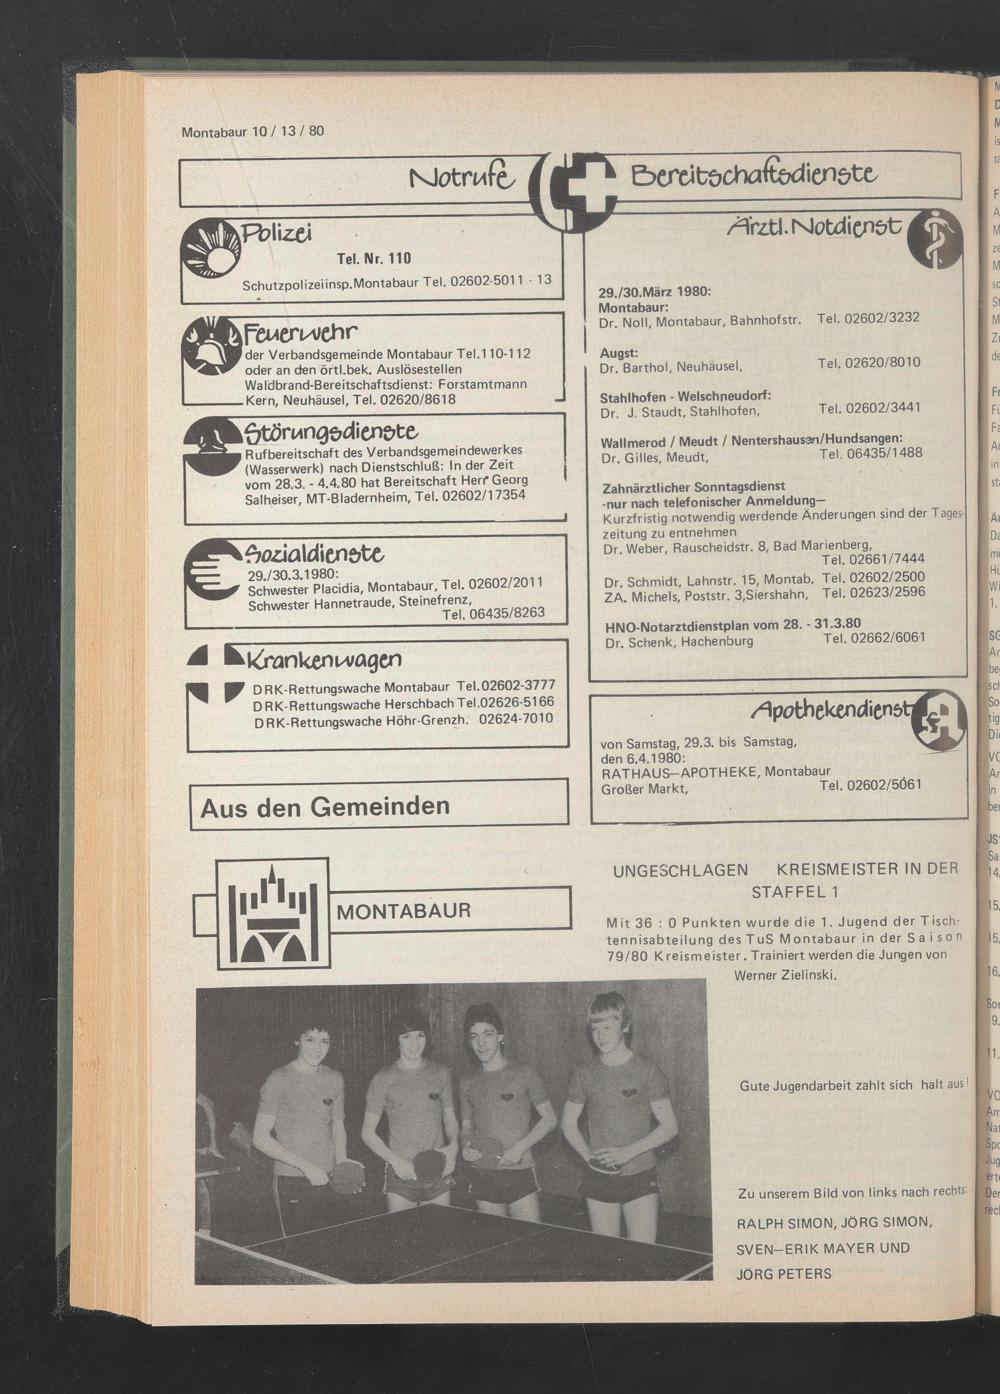 Montabaur 10 / 13 / 80
Notrufe Bereitschaftsdienste
Polizei
Tel. Nr. 110
Schutzpolizeiinsp.Montabaur Tel. 02602-5011 - 13
Feuerwehr
der Verbandsgemeinde Montabaur Tel.110-112
oder an den örtl.bek. Auslösestellen
Waldbrand-Bereitschaftsdienst: Forstamtmann
Kern, Neuhäusel, Tel. 02620/8618
Störungsdienste
Rufbereitschaft des Verbandsgemeindewerkes
(Wasserwerk) nach Dienstschluß: In der Zeit
vom 28.3. - 4.4.80 hat Bereitschaft Herr Georg
Salheiser, MT-Bladernheim, Tel. 02602/17354
Sozialdienste
29./30.3.1980:
Schwester Placidia, Montabaur, Tel. 02602/2011
Schwester Hannetraude, Steinefrenz,
Tel. 06435/8263
Krankenwagen
DRK-Rettungswache Montabaur Tel.02602-3777
DRK-Rettungswache Herschbach Tel.02626-5166
DRK-Rettungswache Höhr-Grenzh. 02624-7010
Ärztl. Notdienst
29./30.März 1980:
Montabaur:
Dr. Noll, Montabaur, Bahnhofstr. Tel. 02602/3232
Augst:
Dr. Barthol, Neuhäusel, Tel. 02620/8010
Stahlhofen - Welschneudorf:
Dr. J. Staudt, Stahlhofen, Tel. 02602/3441
Wallmerod / Meudt / Nentershausen/Hundsangen:
Dr. Gilles, Meudt, Tel. 06435/1488
Zahnärztlicher Sonntagsdienst
-nur nach telefonischer Anmeldung—
Kurzfristig notwendig werdende Änderungen sind der Tages-
zeitung zu entnehmen
Dr. Weber, Rauscheidstr. 8, Bad Marienberg,
Tel. 02661/7444
Dr. Schmidt, Lahnstr. 15, Montab. Tel. 02602/2500
ZA. Michels, Poststr. 3,Siershahn, Tel. 02623/2596
HNO-Notarztdienstplan vom 28. - 31.3.80
Dr. Schenk, Hachenburg Tel. 02662/6061
Apothekendienst
von Samstag, 29.3. bis Samstag,
den 6.4.1980:
RATHAUS—APOTHEKE, Montabaur
Großer Markt, Tel. 02602/5061
Aus den Gemeinden
MONTABAUR
UNGESCHLAGEN KREISMEISTER IN DER
STAFFEL 1
Mit 36 : 0 Punkten wurde die 1. Jugend der Tisch-
tennisabteilung des TuS Montabaur in der Saison
79/80 Kreismeister. Trainiert werden die Jungen von
Werner Zielinski.
Gute Jugendarbeit zahlt sich halt aus!
Zu unserem Bild von links nach rechts:
RALPH SIMON, JÖRG SIMON,
SVEN—ERIK MAYER UND
JÖRG PETERS